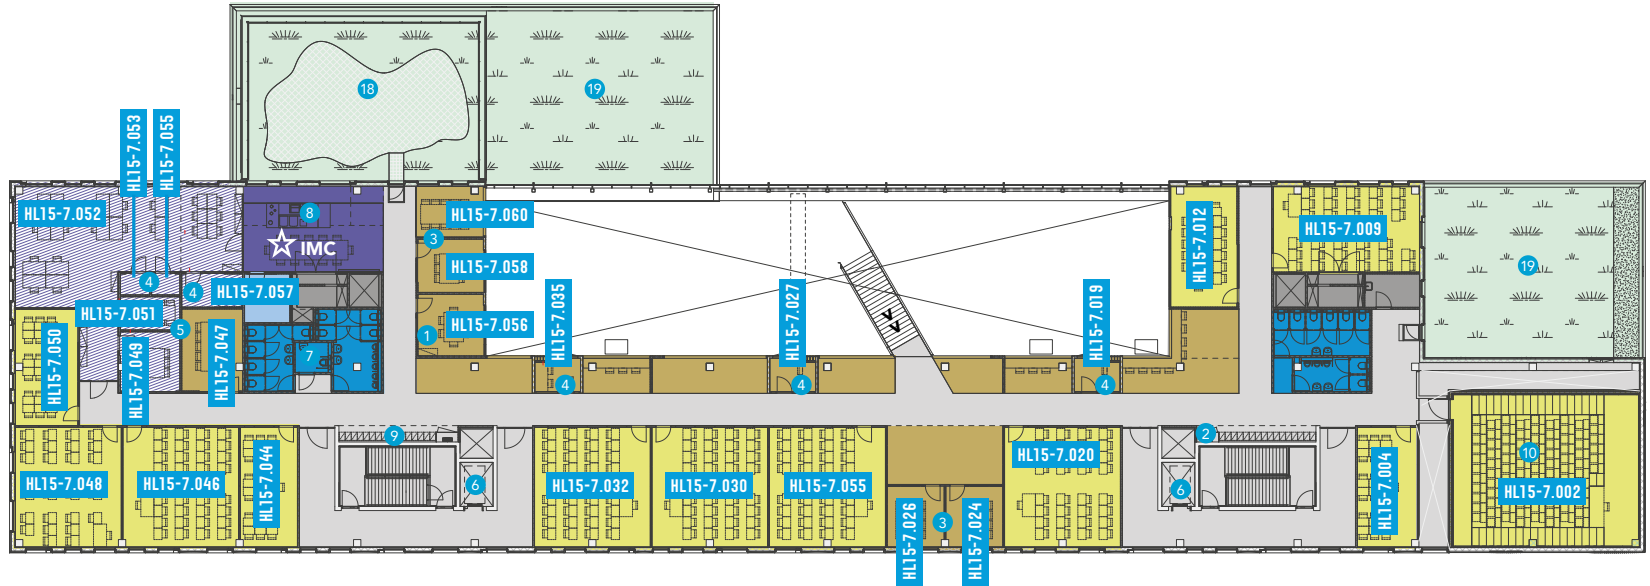 18
19
HL15-7.053
HL15-7.055
HL15-7.052
8
IMC
HL15-7.060
3
HL15-7.058
HL15-7.056
1
4
4
HL15-7.057
HL15-7.051
5
HL15-7.050
HL15-7.049
HL15-7.047
7
HL15-7.035
4
HL15-7.027
4
HL15-7.019
4
HL15-7.012
HL15-7.009
19
HL15-7.048
HL15-7.046
HL15-7.044
9
6
HL15-7.032
HL15-7.030
HL15-7.055
HL15-7.026
3
HL15-7.024
HL15-7.020
6
2
HL15-7.004
10
HL15-7.002